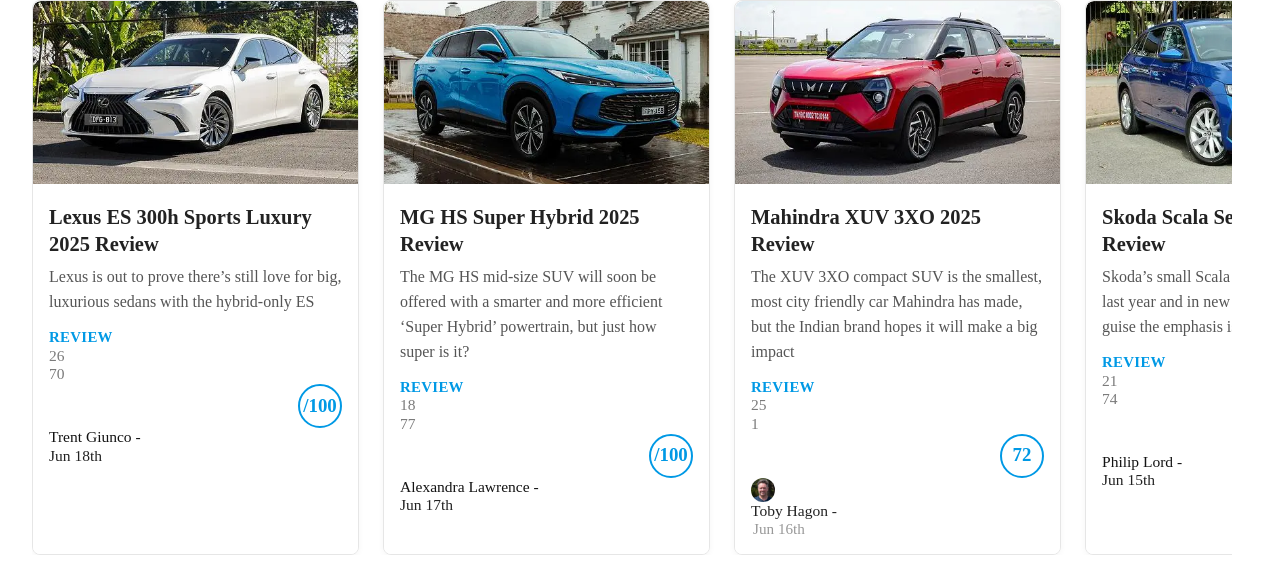 Lexus ES 300h Sports Luxury
2025 Review
Lexus is out to prove there’s still love for big,
luxurious sedans with the hybrid-only ES
REVIEW
26
70
/100
Trent Giunco -
Jun 18th
MG HS Super Hybrid 2025
Review
The MG HS mid-size SUV will soon be
offered with a smarter and more efficient
‘Super Hybrid’ powertrain, but just how
super is it?
REVIEW
18
77
/100
Alexandra Lawrence -
Jun 17th
Mahindra XUV 3XO 2025
Review
The XUV 3XO compact SUV is the smallest,
most city friendly car Mahindra has made,
but the Indian brand hopes it will make a big
impact
REVIEW
25
1
72
Toby Hagon -
Jun 16th
Skoda Scala Se
Review
Skoda’s small Scala
last year and in new
guise the emphasis i
REVIEW
21
74
Philip Lord -
Jun 15th